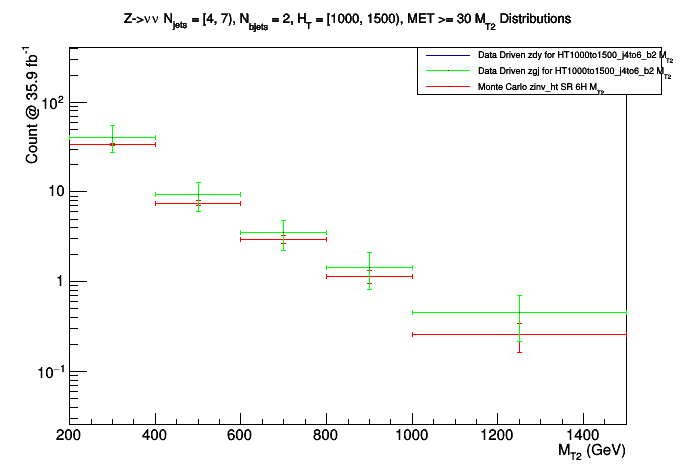 Z->νν N_jets = [4, 7), N_bjets = 2, H_T = [1000, 1500), MET >= 30 M_T2 Distributions
Data Driven zdy for HT1000to1500_j4to6_b2 M_T2
Data Driven zgj for HT1000to1500_j4to6_b2 M_T2
Monte Carlo zinv_ht SR 6H M_T2
Count @ 35.9 fb⁻¹
10²
10
1
10⁻¹
200 400 600 800 1000 1200 1400
M_T2 (GeV)